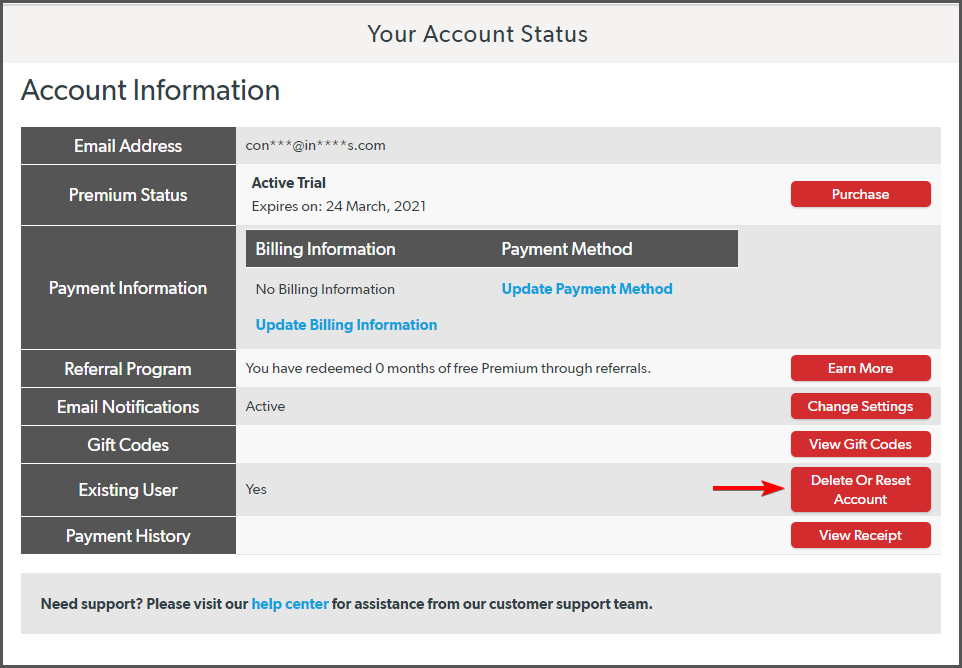 Your Account Status
Account Information
Email Address
con***@in****s.com
Premium Status
Active Trial
Expires on: 24 March, 2021
Purchase
Payment Information
Billing Information
Payment Method
No Billing Information
Update Payment Method
Update Billing Information
Referral Program
You have redeemed 0 months of free Premium through referrals.
Earn More
Email Notifications
Active
Change Settings
Gift Codes
View Gift Codes
Existing User
Yes
Delete Or Reset
Account
Payment History
View Receipt
Need support? Please visit our help center for assistance from our customer support team.